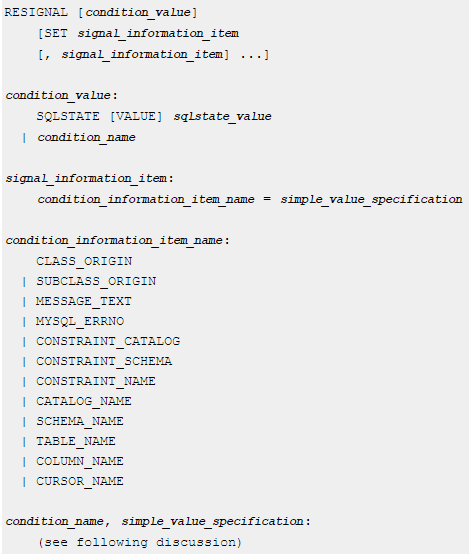 RESIGNAL [condition_value]
    [SET signal_information_item
    [, signal_information_item] ...]

condition_value:
    SQLSTATE [VALUE] sqlstate_value
  | condition_name

signal_information_item:
    condition_information_item_name = simple_value_specification

condition_information_item_name:
    CLASS_ORIGIN
  | SUBCLASS_ORIGIN
  | MESSAGE_TEXT
  | MYSQL_ERRNO
  | CONSTRAINT_CATALOG
  | CONSTRAINT_SCHEMA
  | CONSTRAINT_NAME
  | CATALOG_NAME
  | SCHEMA_NAME
  | TABLE_NAME
  | COLUMN_NAME
  | CURSOR_NAME

condition_name, simple_value_specification:
    (see following discussion)